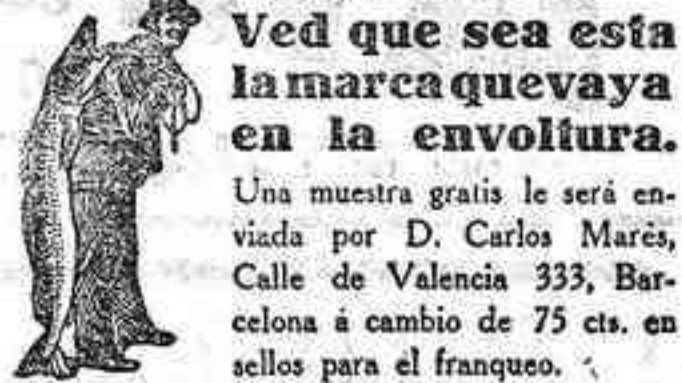 Ved que sea esta
la marca que vaya
en la envoltura.
Una muestra gratis le será en-
viada por D. Carlos Marés,
Calle de Valencia 333, Bar-
celona á cambio de 75 cts. en
sellos para el franqueo.